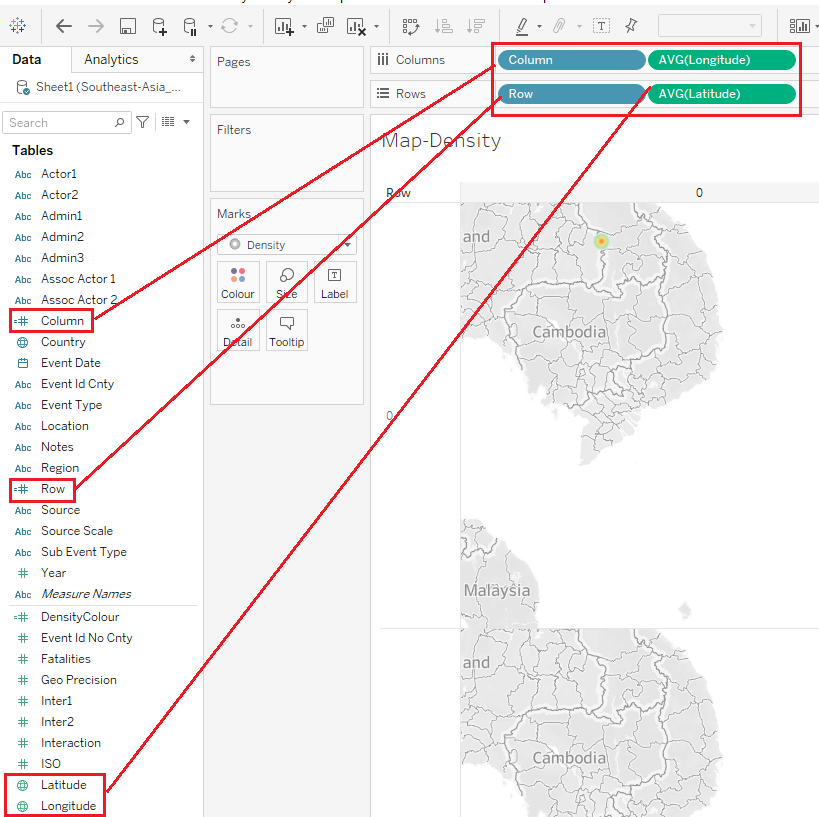 Data
Analytics
Sheet1 (Southeast-Asia_...
Search
Tables
Abc Actor1
Abc Actor2
Abc Admin1
Abc Admin2
Abc Admin3
Abc Assoc Actor 1
Abc Assoc Actor 2
Column
Country
Event Date
Abc Event Id Cnty
Abc Event Type
Abc Location
Abc Notes
Abc Region
Row
Abc Source
Abc Source Scale
Abc Sub Event Type
Year
Abc Measure Names
DensityColour
Event Id No Cnty
Fatalities
Geo Precision
Inter1
Inter2
Interaction
ISO
Latitude
Longitude
Pages
Filters
Marks
Density
Colour
Size
T
Label
Detail
Tooltip
T
Columns
Column
AVG(Longitude)
Rows
Row
AVG(Latitude)
Map-Density
Row
0
and
Cambodia
0
Malaysia
and
Cambodia